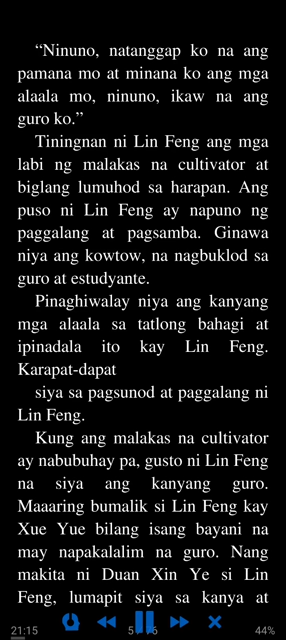 “Ninuno, natanggap ko na ang
pamana mo at minana ko ang mga
alaala mo, ninuno, ikaw na ang
guro ko.”
Tiningnan ni Lin Feng ang mga
labi ng malakas na cultivator at
biglang lumuhod sa harapan. Ang
puso ni Lin Feng ay napuno ng
paggalang at pagsamba. Ginawa
niya ang kowtow, na nagbuklod sa
guro at estudyante.
Pinaghiwalay niya ang kanyang
mga alaala sa tatlong bahagi at
ipinadala ito kay Lin Feng.
Karapat-dapat
siya sa pagsunod at paggalang ni
Lin Feng.
Kung ang malakas na cultivator
ay nabubuhay pa, gusto ni Lin Feng
na siya ang kanyang guro.
Maaaring bumalik si Lin Feng kay
Xue Yue bilang isang bayani na
may napakalalim na guro. Nang
makita ni Duan Xin Ye si Lin
Feng, lumapit siya sa kanya at
21:15
44%